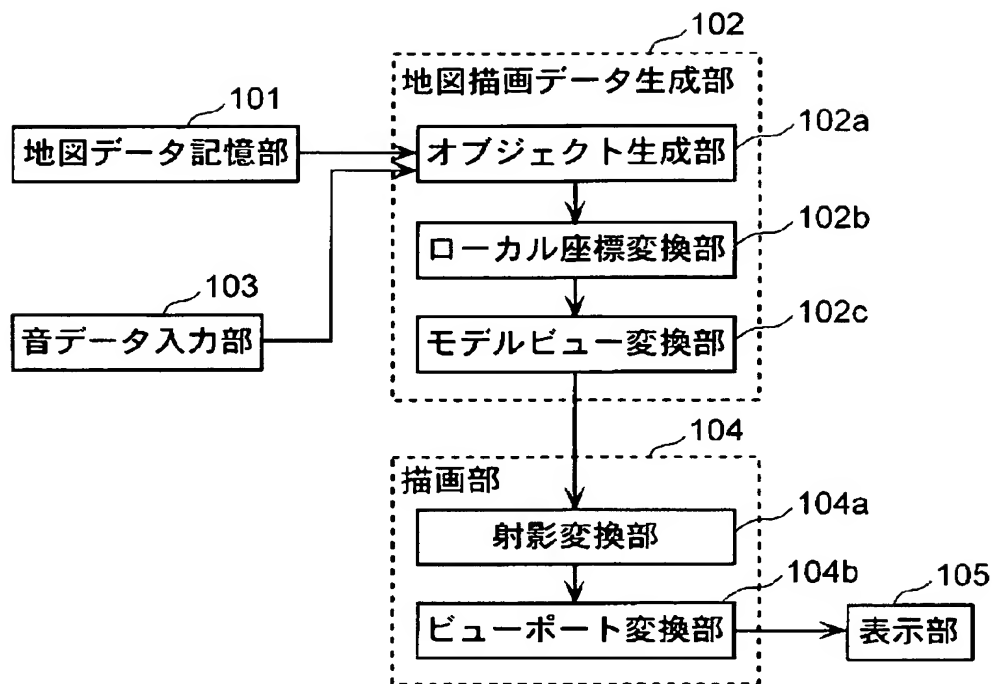 102
地図描画データ生成部
101
地図データ記憶部
102a
オブジェクト生成部
102b
ローカル座標変換部
103
音データ入力部
102c
モデルビュー変換部
104
描画部
104a
射影変換部
104b
ビューポート変換部
105
表示部